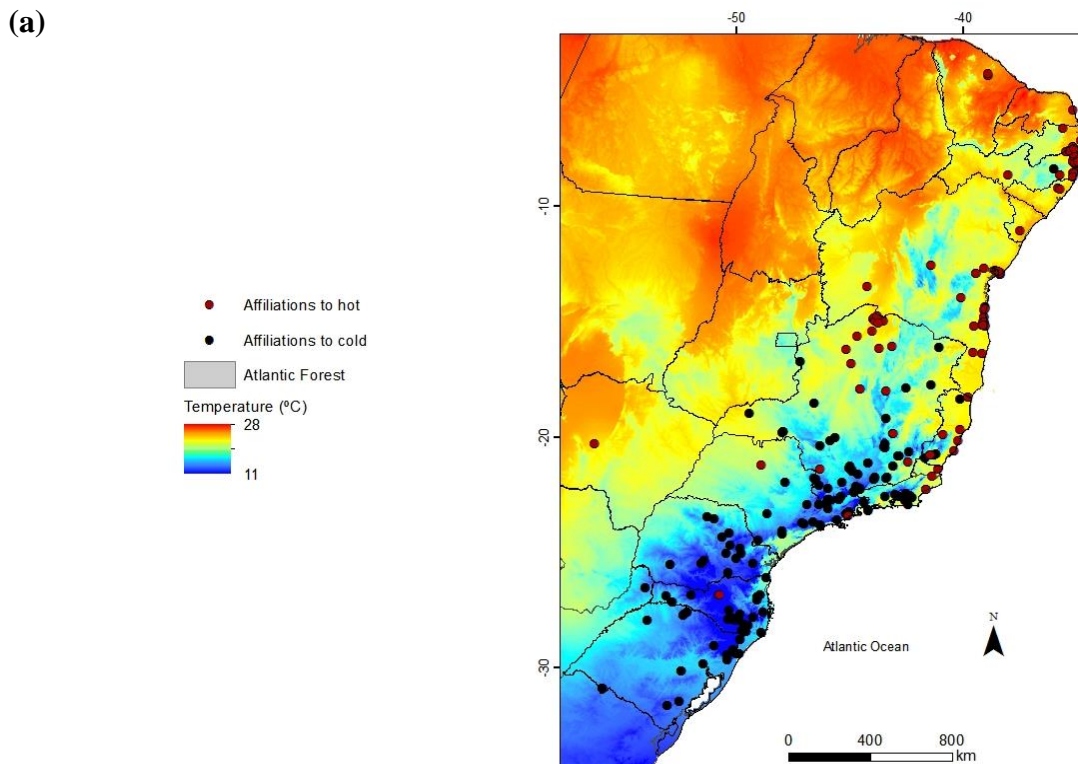 (a)
-50
-40
-10
-20
-30
Affiliations to hot
Affiliations to cold
Atlantic Forest
Temperature (ºC)
28
11
N
Atlantic Ocean
0 400 800
km